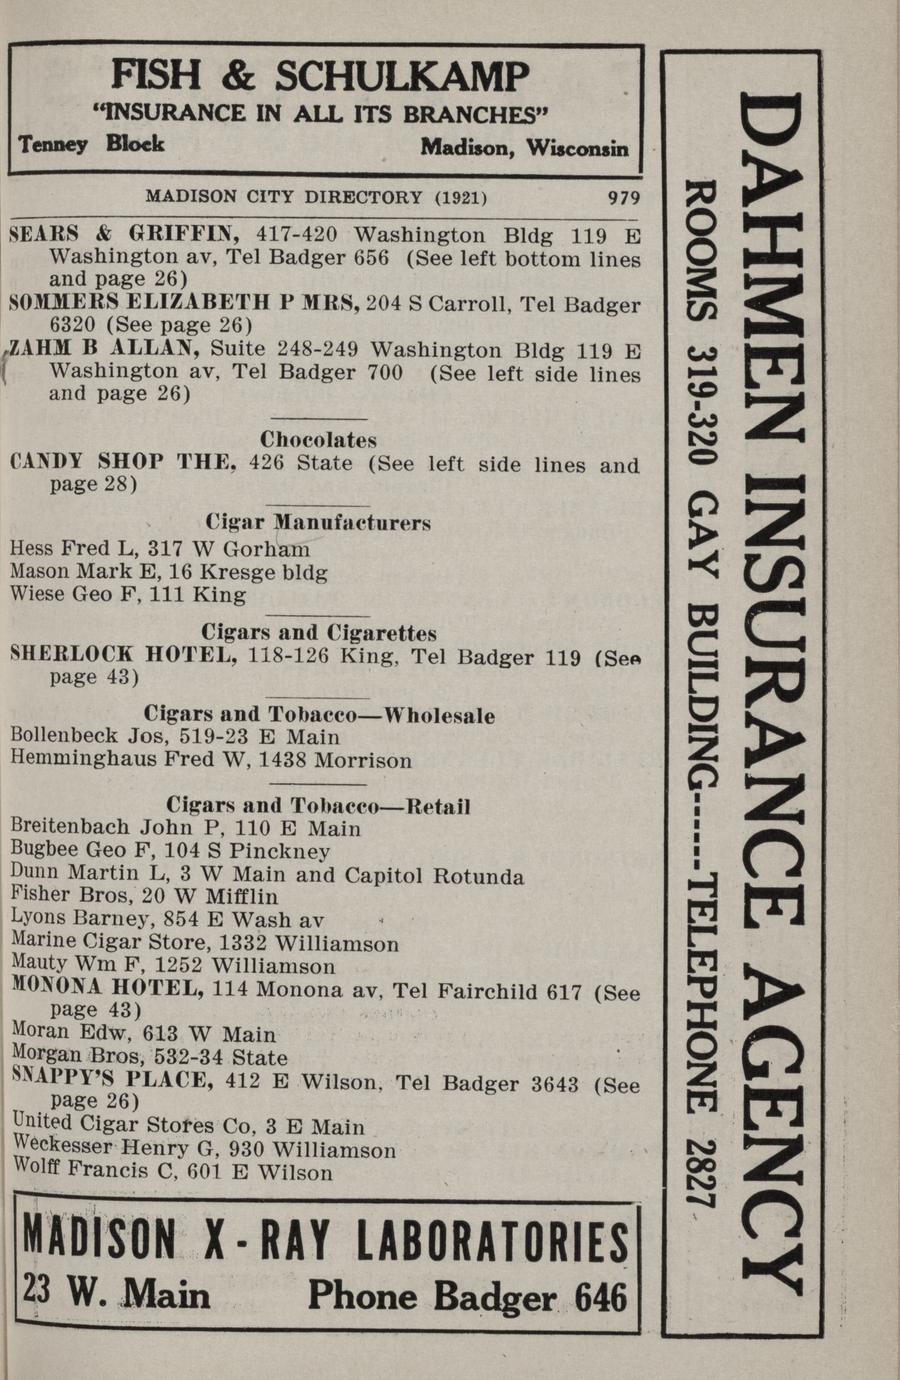 FISH & SCHULKAMP
"INSURANCE IN ALL ITS BRANCHES"
Tenney Block Madison, Wisconsin
MADISON CITY DIRECTORY (1921) 979
SEARS & GRIFFIN, 417-420 Washington Bldg 119 E
Washington av, Tel Badger 656 (See left bottom lines
and page 26)
SOMMERS ELIZABETH P MRS, 204 S Carroll, Tel Badger
6320 (See page 26)
ZAHM B ALLAN, Suite 248-249 Washington Bldg 119 E
Washington av, Tel Badger 700 (See left side lines
and page 26)
Chocolates
CANDY SHOP THE, 426 State (See left side lines and
page 28)
Cigar Manufacturers
Hess Fred L, 317 W Gorham
Mason Mark E, 16 Kresge bldg
Wiese Geo F, 111 King
Cigars and Cigarettes
SHERLOCK HOTEL, 118-126 King, Tel Badger 119 (See
page 43)
Cigars and Tobacco—Wholesale
Bollenbeck Jos, 519-23 E Main
Hemminghaus Fred W, 1438 Morrison
Cigars and Tobacco—Retail
Breitenbach John P, 110 E Main
Bugbee Geo F, 104 S Pinckney
Dunn Martin L, 3 W Main and Capitol Rotunda
Fisher Bros, 20 W Mifflin
Lyons Barney, 854 E Wash av
Marine Cigar Store, 1332 Williamson
Mauty Wm F, 1252 Williamson
MONONA HOTEL, 114 Monona av, Tel Fairchild 617 (See
page 43)
Moran Edw, 613 W Main
Morgan Bros, 532-34 State
SNAPPY'S PLACE, 412 E Wilson, Tel Badger 3643 (See
page 26)
United Cigar Stores Co, 3 E Main
Weckesser Henry G, 930 Williamson
Wolff Francis C, 601 E Wilson
MADISON X-RAY LABORATORIES
23 W. Main Phone Badger 646
DAHMEN INSURANCE AGENCY
ROOMS 319-320 GAY BUILDING------TELEPHONE 2827